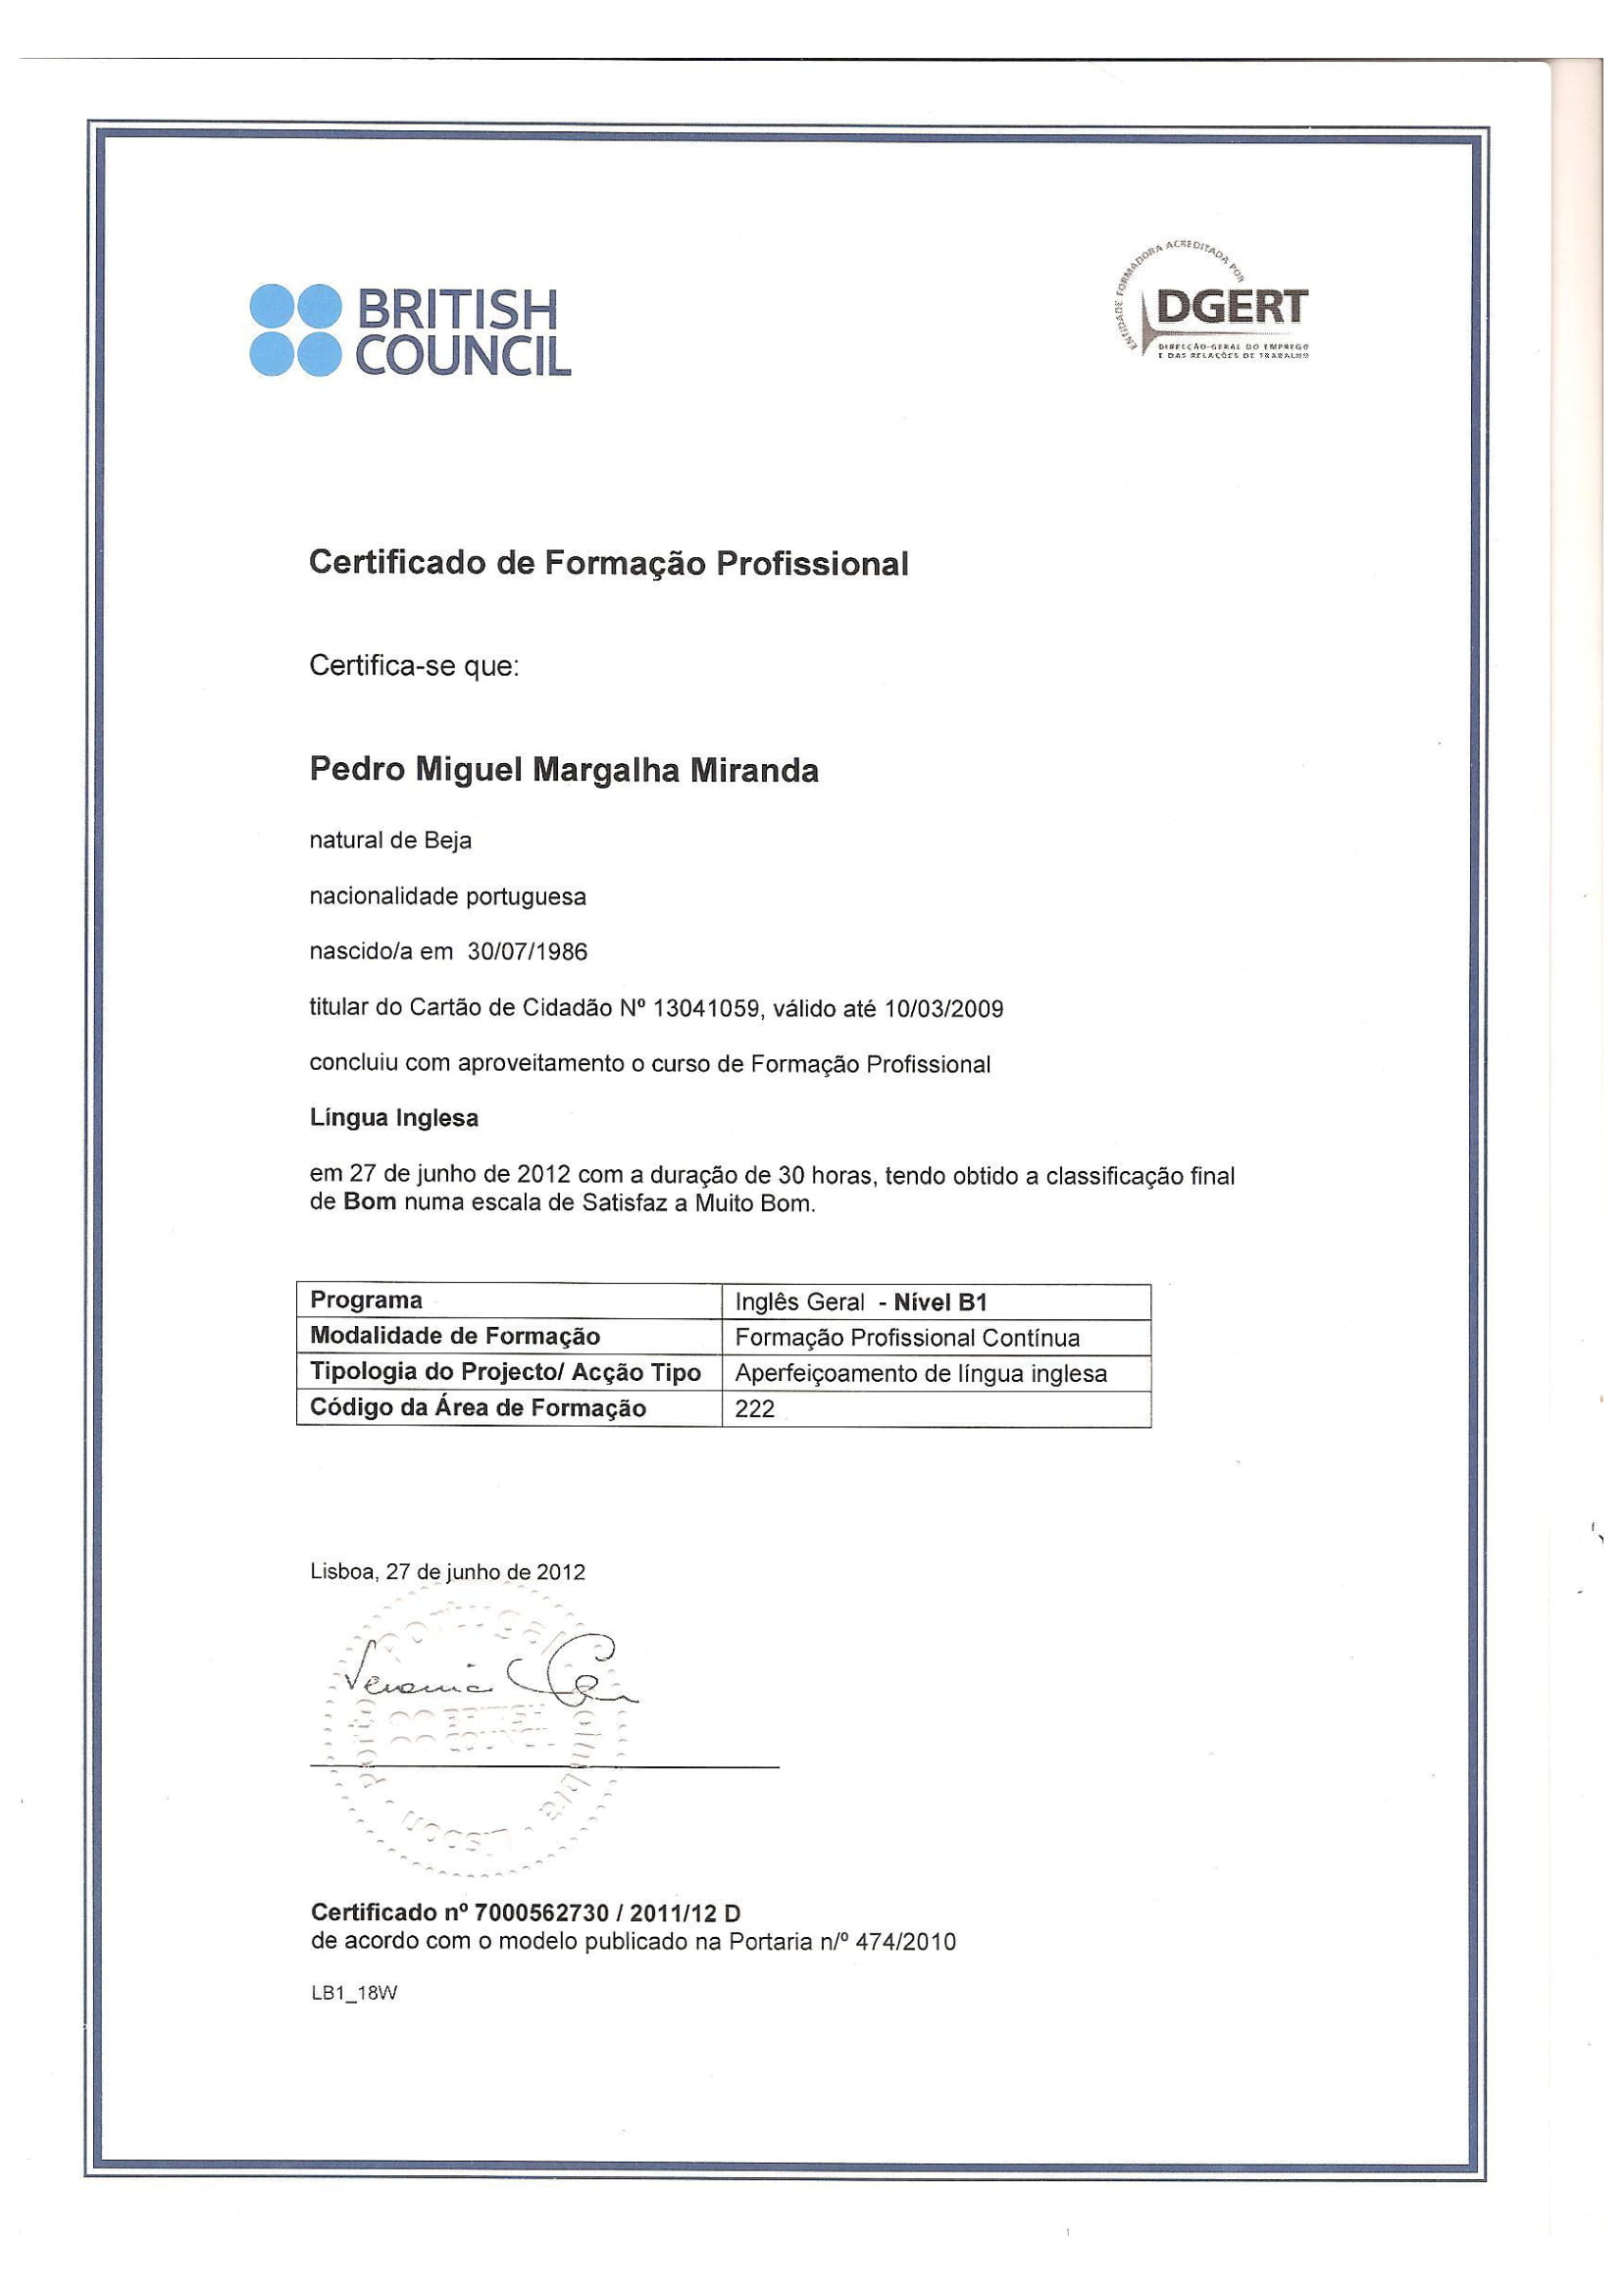 BRITISH
COUNCIL
ENTIDADE FORMADORA ACREDITADA POR
DGERT
DIRECÇÃO-GERAL DO EMPREGO
E DAS RELAÇÕES DE TRABALHO
Certificado de Formação Profissional
Certifica-se que:
Pedro Miguel Margalha Miranda
natural de Beja
nacionalidade portuguesa
nascido/a em 30/07/1986
titular do Cartão de Cidadão Nº 13041059, válido até 10/03/2009
concluiu com aproveitamento o curso de Formação Profissional
Língua Inglesa
em 27 de junho de 2012 com a duração de 30 horas, tendo obtido a classificação final
de Bom numa escala de Satisfaz a Muito Bom.
Programa Inglês Geral - Nível B1
Modalidade de Formação Formação Profissional Contínua
Tipologia do Projecto/ Acção Tipo Aperfeiçoamento de língua inglesa
Código da Área de Formação 222
Lisboa, 27 de junho de 2012
BRITISH
COUNCIL
Certificado nº 7000562730 / 2011/12 D
de acordo com o modelo publicado na Portaria n/º 474/2010
LB1_18W